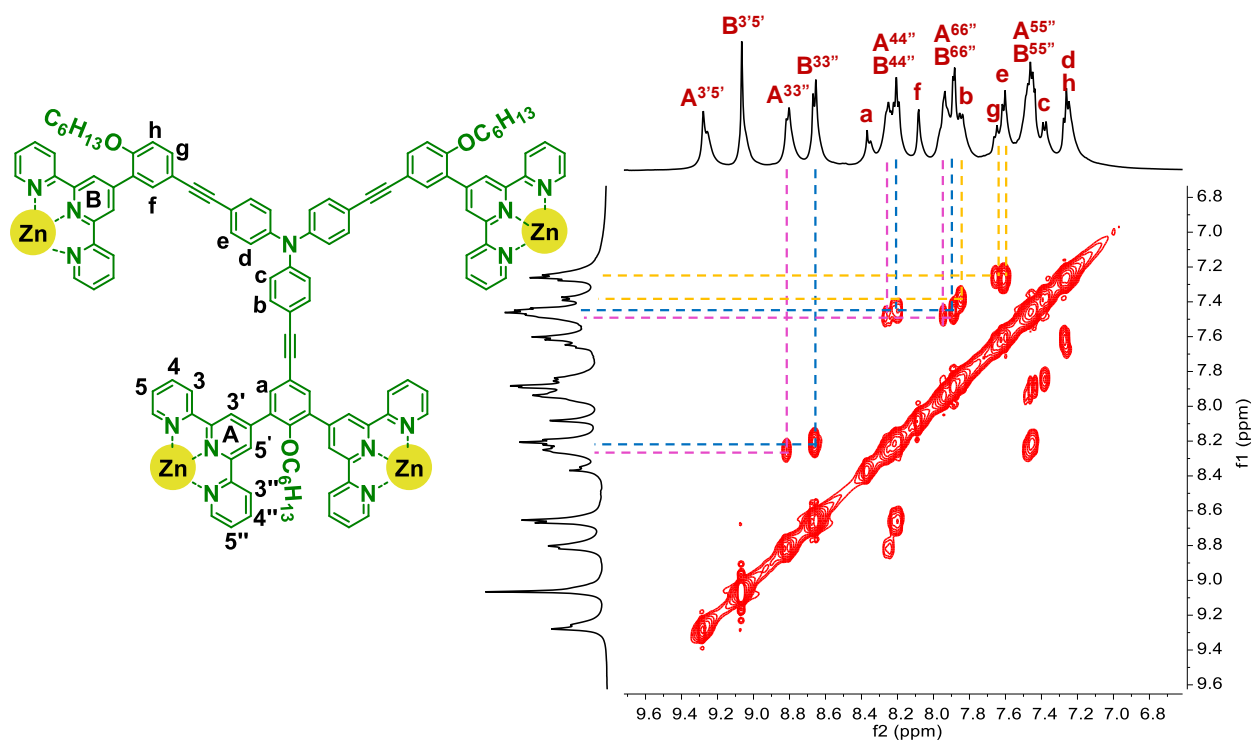 B3'5'
A3'5'
A33''
B33''
a
A44''
B44''
f
A66''
B66''
b
g
e
A55''
B55''
c
d
h
OC6H13
h
g
f
B
N
N
N
Zn
e
d
N
c
b
C6H13
O
OC6H13
N
N
N
Zn
a
4
5
3
3'
A
5'
N
N
N
Zn
3''
4''
5''
OC6H13
N
N
N
Zn
6.8
7.0
7.2
7.4
7.6
7.8
8.0
8.2
8.4
8.6
8.8
9.0
9.2
9.4
9.6
f1 (ppm)
9.6 9.4 9.2 9.0 8.8 8.6 8.4 8.2 8.0 7.8 7.6 7.4 7.2 7.0 6.8
f2 (ppm)